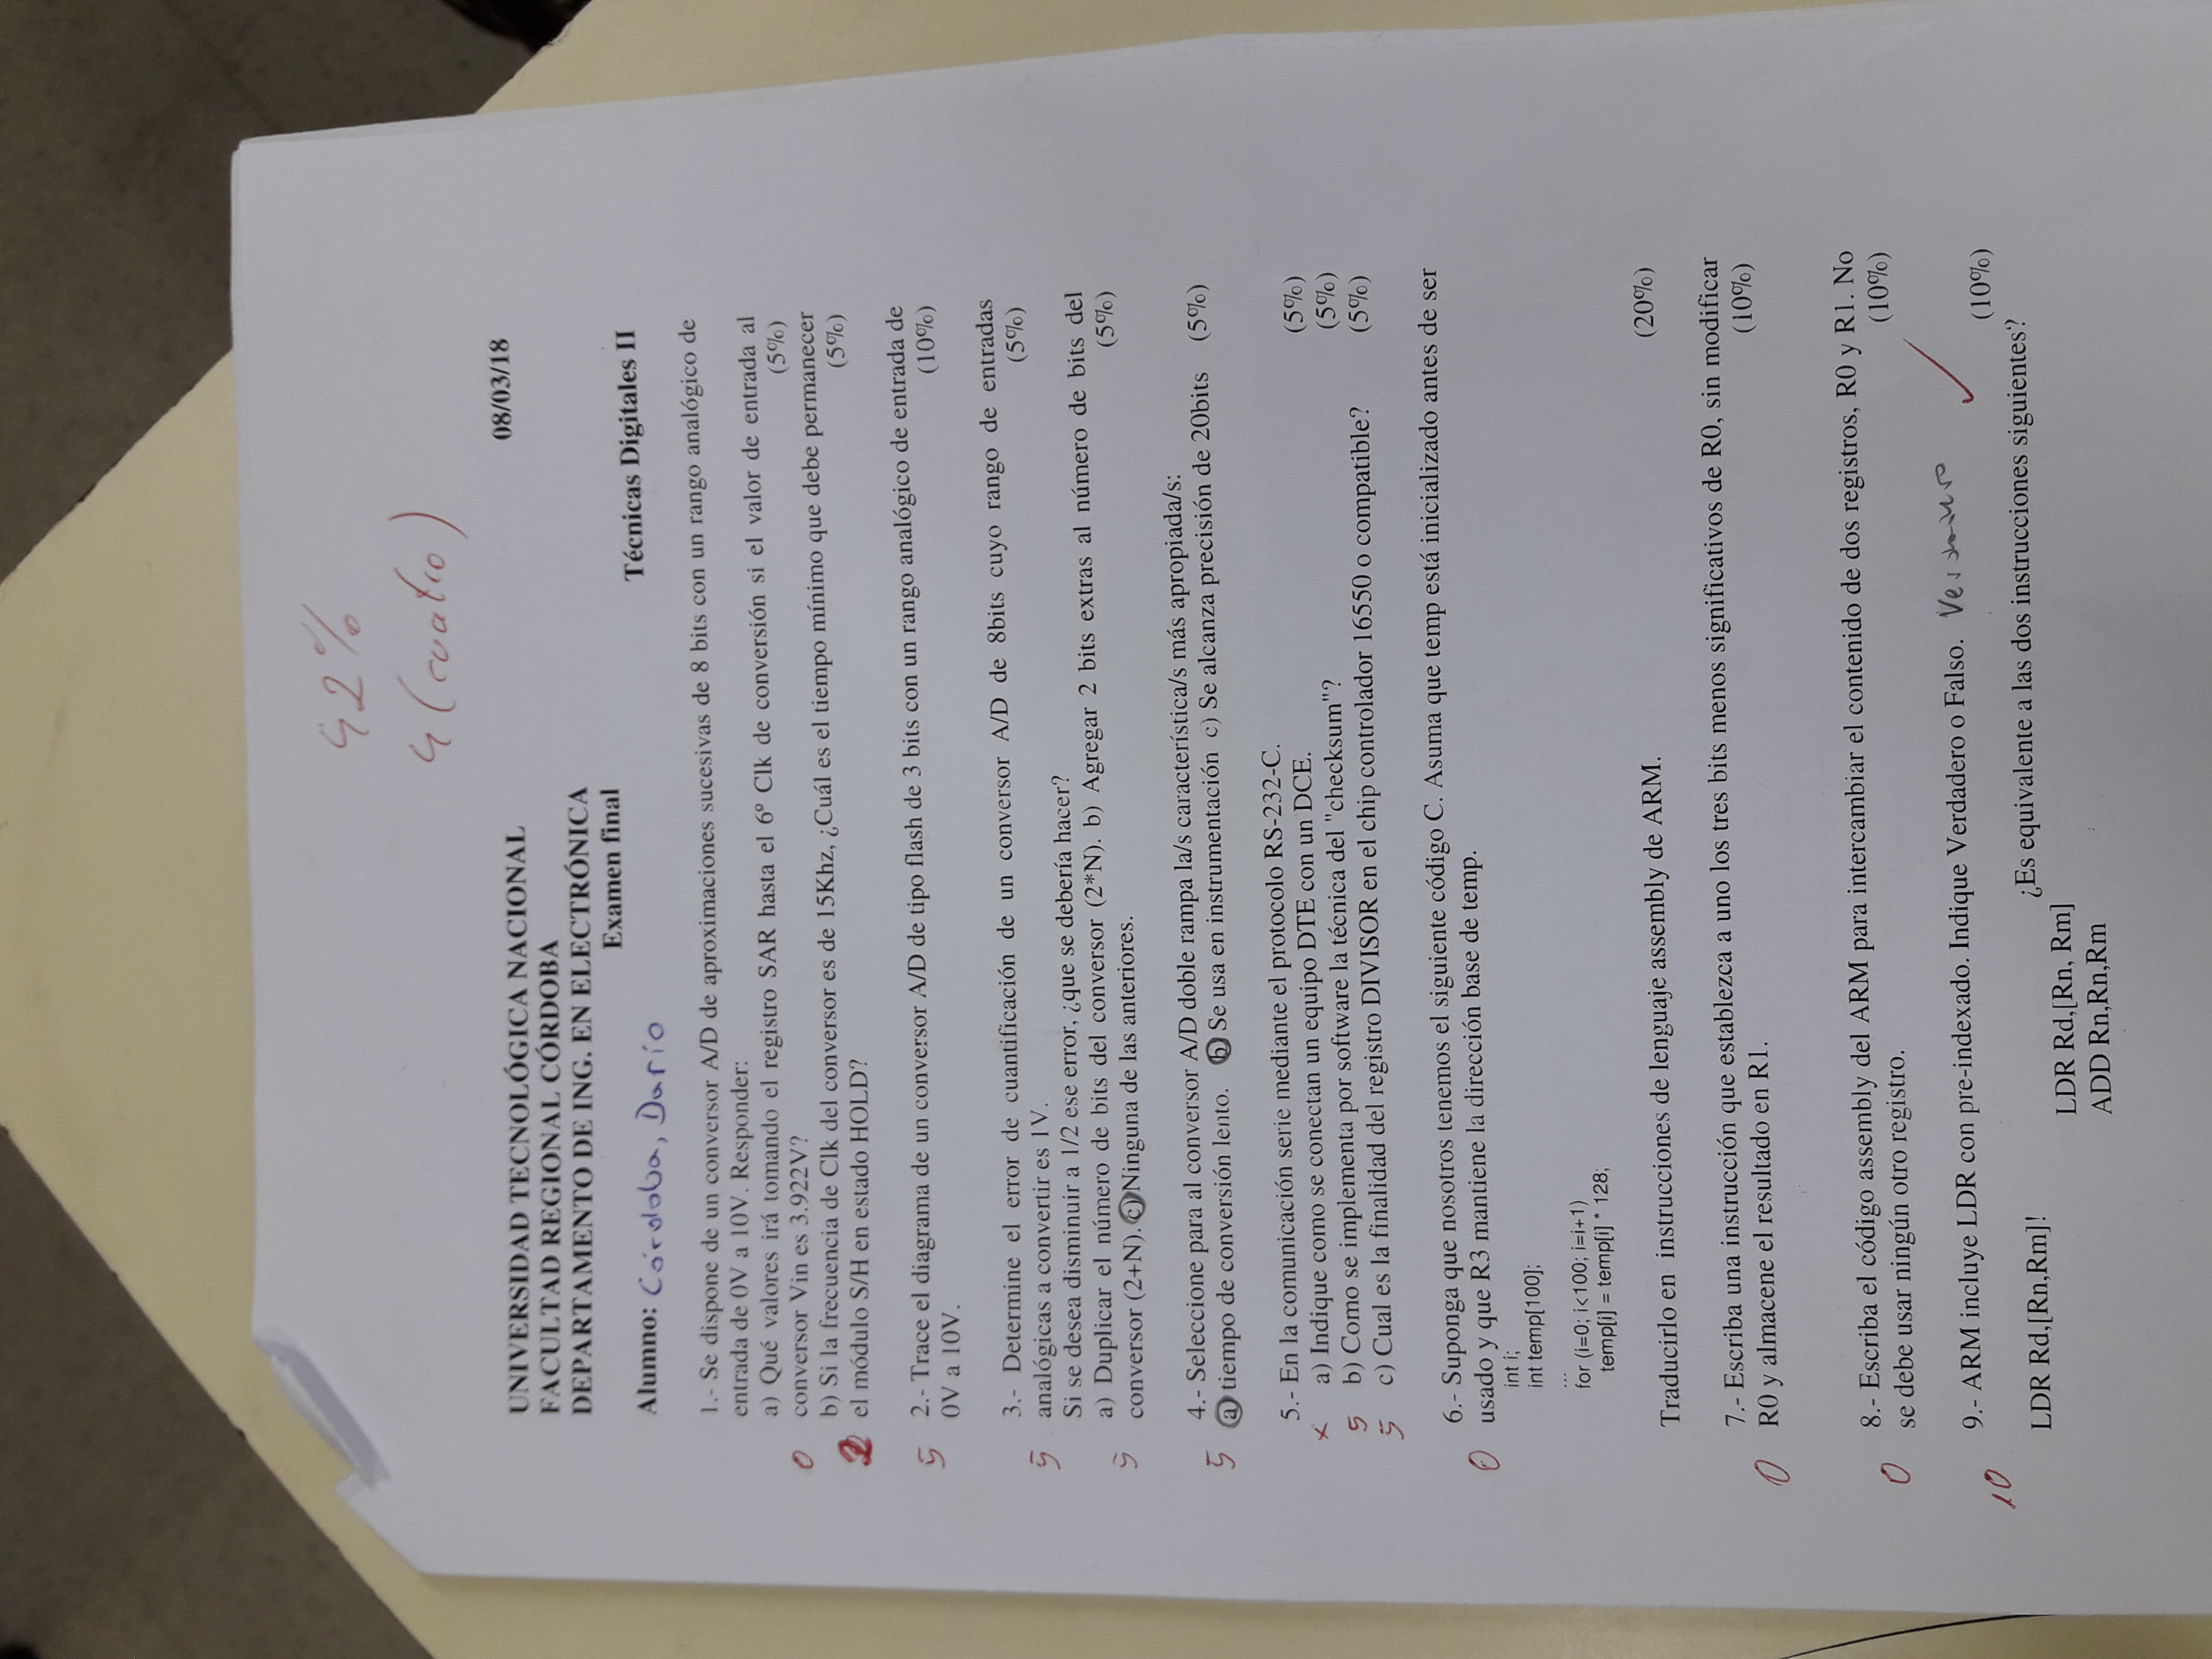 42%
4 (cuatro)
08/03/18
UNIVERSIDAD TECNOLÓGICA NACIONAL
FACULTAD REGIONAL CÓRDOBA
DEPARTAMENTO DE ING. EN ELECTRÓNICA
Examen final
Técnicas Digitales II
Alumno: Córdoba, Darío
1.- Se dispone de un conversor A/D de aproximaciones sucesivas de 8 bits con un rango analógico de
entrada de 0V a 10V. Responder:
a) Qué valores irá tomando el registro SAR hasta el 6º Clk de conversión si el valor de entrada al
0 conversor Vin es 3.922V? (5%)
b) Si la frecuencia de Clk del conversor es de 15Khz, ¿Cuál es el tiempo mínimo que debe permanecer
2 el módulo S/H en estado HOLD? (5%)
5 2.- Trace el diagrama de un conversor A/D de tipo flash de 3 bits con un rango analógico de entrada de
0V a 10V. (10%)
3.- Determine el error de cuantificación de un conversor A/D de 8bits cuyo rango de entradas
5 analógicas a convertir es 1V. (5%)
Si se desea disminuir a 1/2 ese error, ¿que se debería hacer?
a) Duplicar el número de bits del conversor (2*N). b) Agregar 2 bits extras al número de bits del
5 conversor (2+N). c) Ninguna de las anteriores. (5%)
4.- Seleccione para al conversor A/D doble rampa la/s característica/s más apropiada/s:
5 a) tiempo de conversión lento. b) Se usa en instrumentación c) Se alcanza precisión de 20bits (5%)
5.- En la comunicación serie mediante el protocolo RS-232-C.
x a) Indique como se conectan un equipo DTE con un DCE. (5%)
5 b) Como se implementa por software la técnica del "checksum"? (5%)
5 c) Cual es la finalidad del registro DIVISOR en el chip controlador 16550 o compatible? (5%)
6.- Suponga que nosotros tenemos el siguiente código C. Asuma que temp está inicializado antes de ser
0 usado y que R3 mantiene la dirección base de temp.
int i;
int temp[100];
...
for (i=0; i<100; i=i+1)
temp[i] = temp[i] * 128;
Traducirlo en instrucciones de lenguaje assembly de ARM. (20%)
7.- Escriba una instrucción que establezca a uno los tres bits menos significativos de R0, sin modificar
0 R0 y almacene el resultado en R1. (10%)
8.- Escriba el código assembly del ARM para intercambiar el contenido de dos registros, R0 y R1. No
0 se debe usar ningún otro registro. (10%)
9.- ARM incluye LDR con pre-indexado. Indique Verdadero o Falso. Verdadero
10 (10%)
LDR Rd,[Rn,Rm]! ¿Es equivalente a las dos instrucciones siguientes?
LDR Rd,[Rn, Rm]
ADD Rn,Rn,Rm